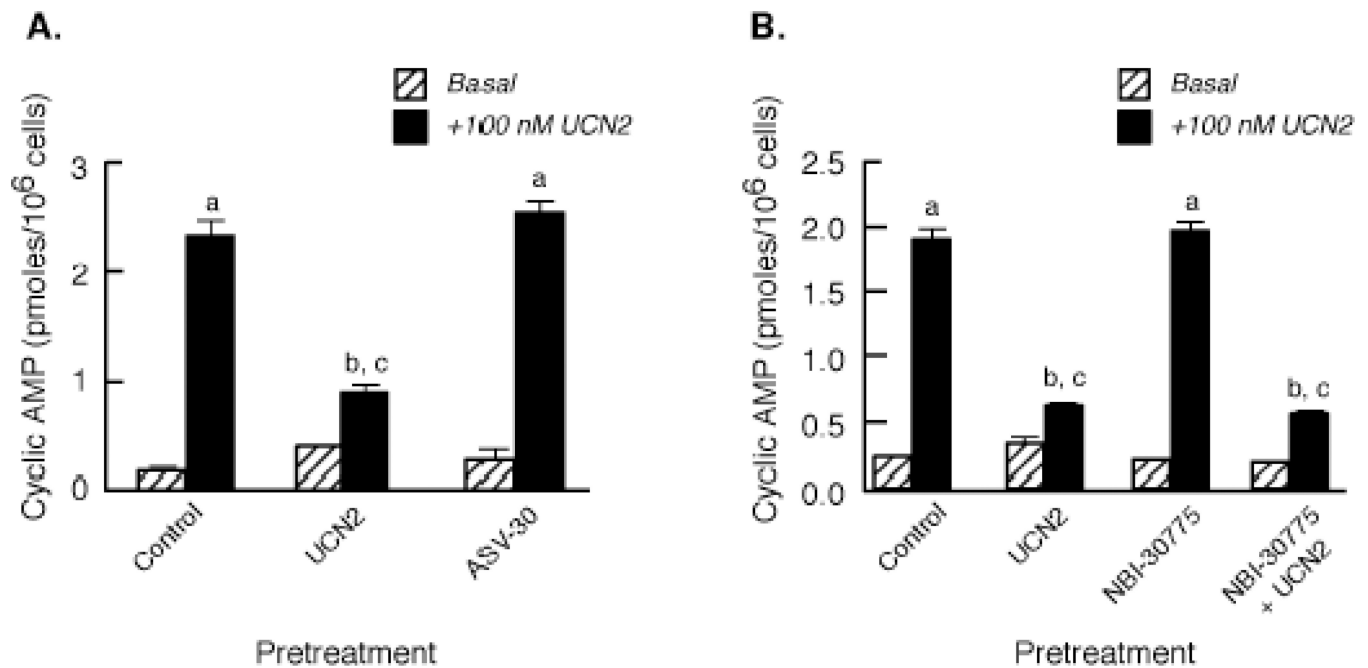 A.
Basal
+100 nM UCN2
Cyclic AMP (pmoles/10⁶ cells)
3
2
1
0
a
b, c
a
Control
UCN2
ASV-30
Pretreatment
B.
Basal
+100 nM UCN2
Cyclic AMP (pmoles/10⁶ cells)
2.5
2.0
1.5
1.0
0.5
0.0
a
b, c
a
b, c
Control
UCN2
NBI-30775
NBI-30775
+ UCN2
Pretreatment